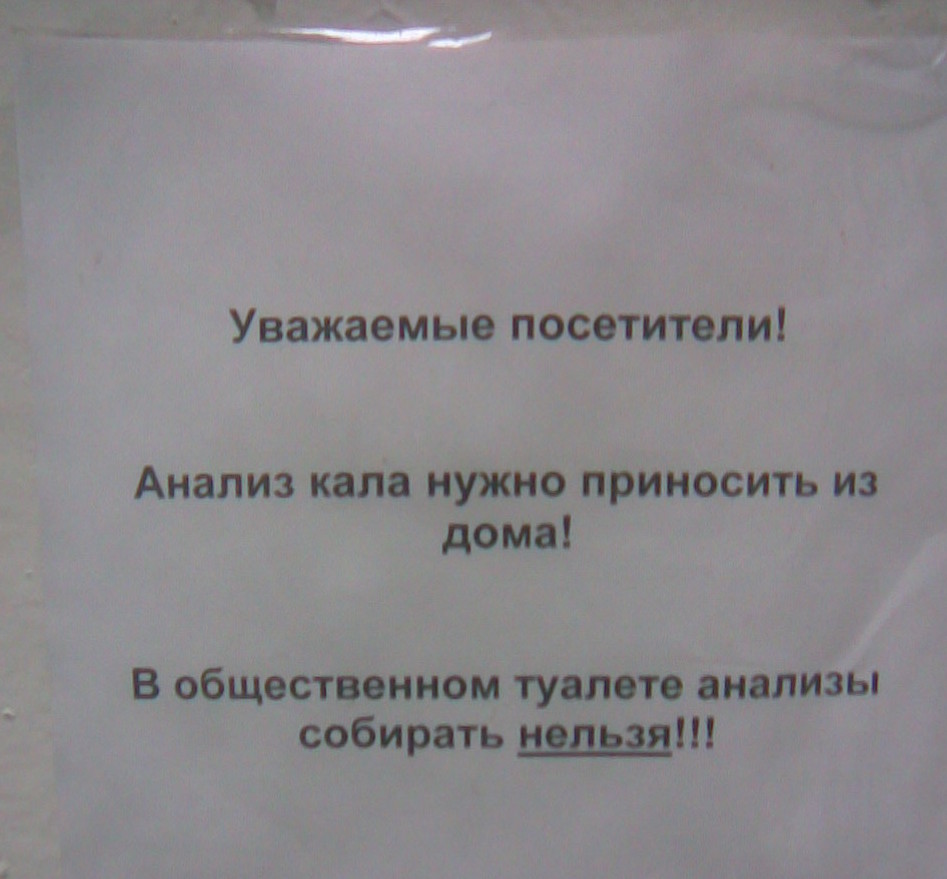 Уважаемые посетители!
Анализ кала нужно приносить из
дома!
В общественном туалете анализы
собирать нельзя!!!